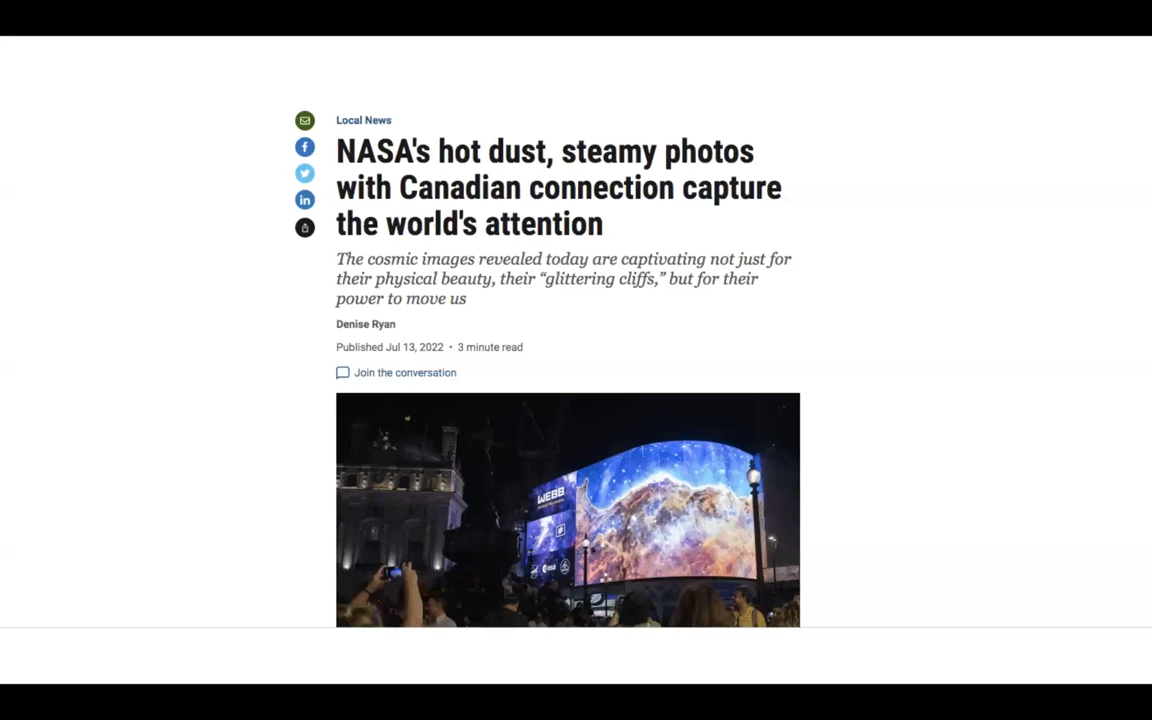 Local News
NASA's hot dust, steamy photos
with Canadian connection capture
the world's attention
The cosmic images revealed today are captivating not just for
their physical beauty, their “glittering cliffs,” but for their
power to move us
Denise Ryan
Published Jul 13, 2022 • 3 minute read
Join the conversation
WEBB
esa